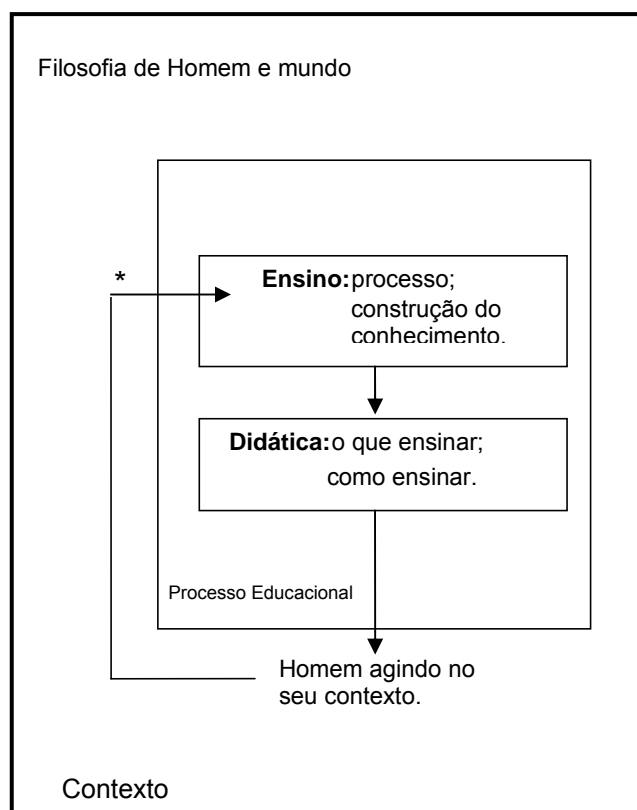 Filosofia de Homem e mundo
*
Ensino:processo;
construção do
conhecimento.
Didática:o que ensinar;
como ensinar.
Processo Educacional
Homem agindo no
seu contexto.
Contexto